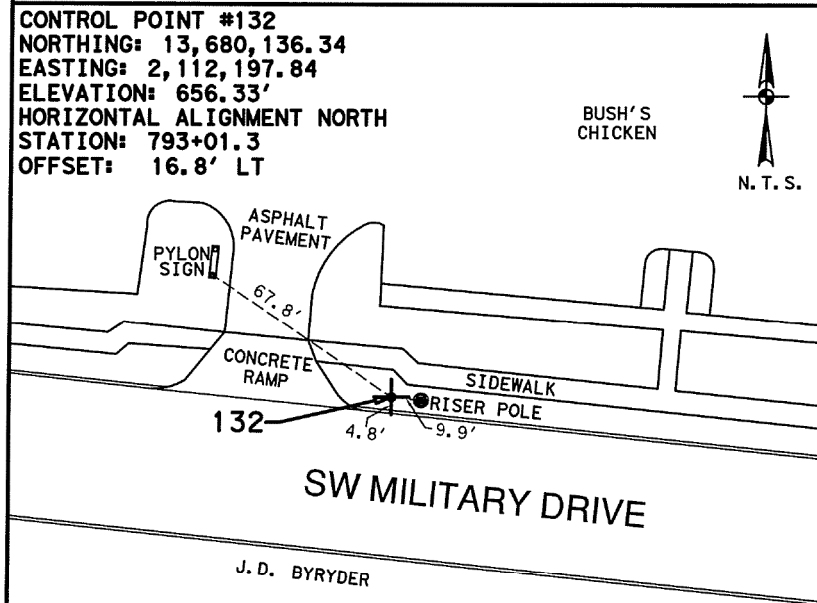 CONTROL POINT #132
NORTHING: 13,680,136.34
EASTING: 2,112,197.84
ELEVATION: 656.33'
HORIZONTAL ALIGNMENT NORTH
STATION: 793+01.3
OFFSET: 16.8' LT
BUSH'S
CHICKEN
N.T.S.
ASPHALT
PAVEMENT
PYLON
SIGN
67.8'
CONCRETE
RAMP
SIDEWALK
RISER POLE
132
4.8'
9.9'
SW MILITARY DRIVE
J.D. BYRYDER